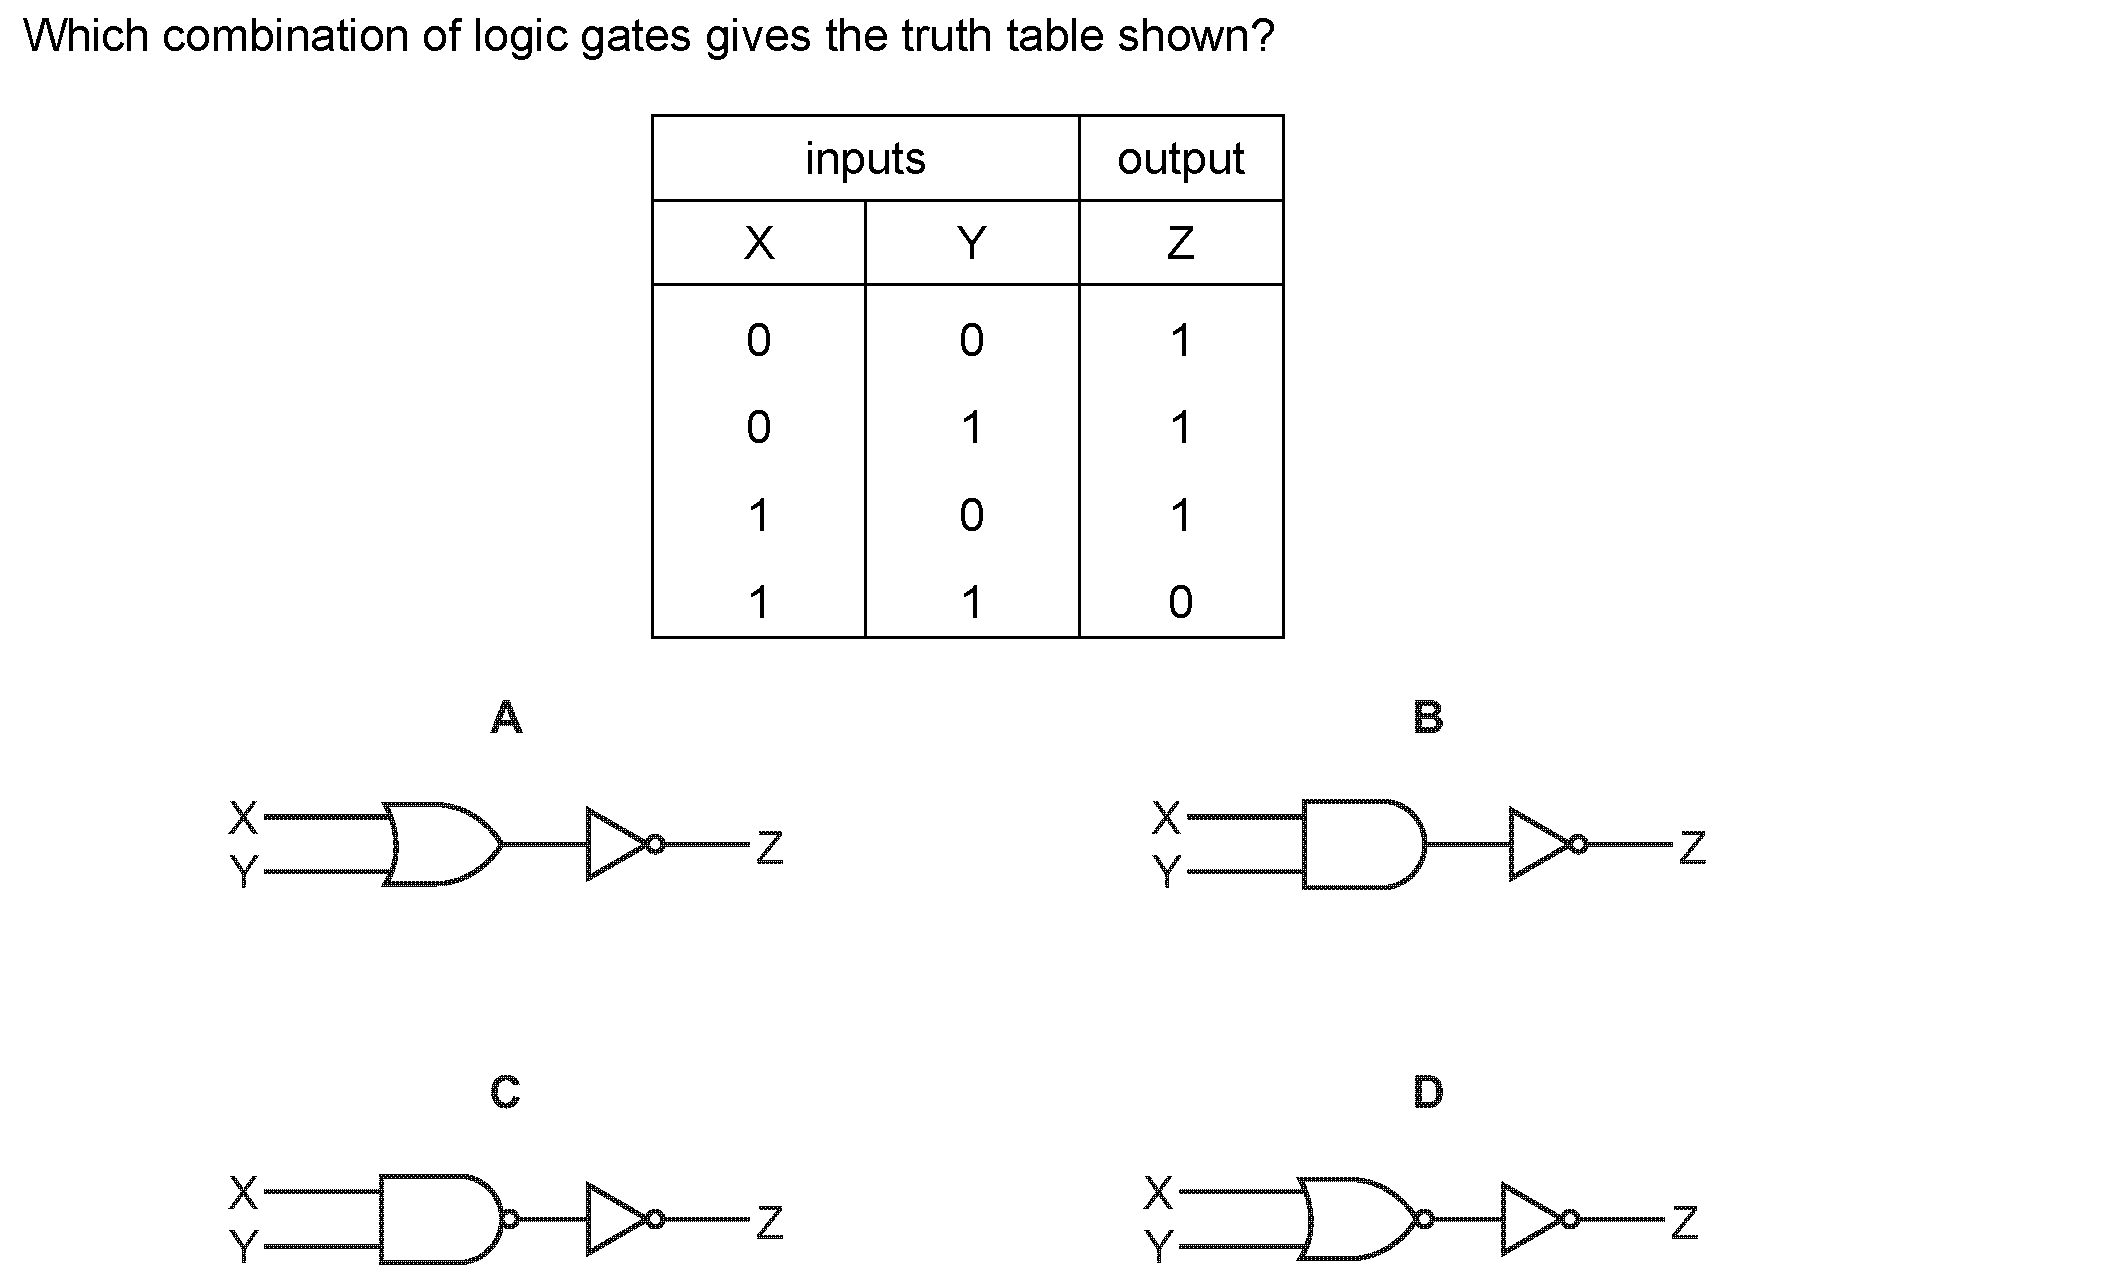 Which combination of logic gates gives the truth table shown?
inputs output
X Y Z
0 0 1
0 1 1
1 0 1
1 1 0
A B
X X
Z Z
Y Y
C D
X X
Z Z
Y Y